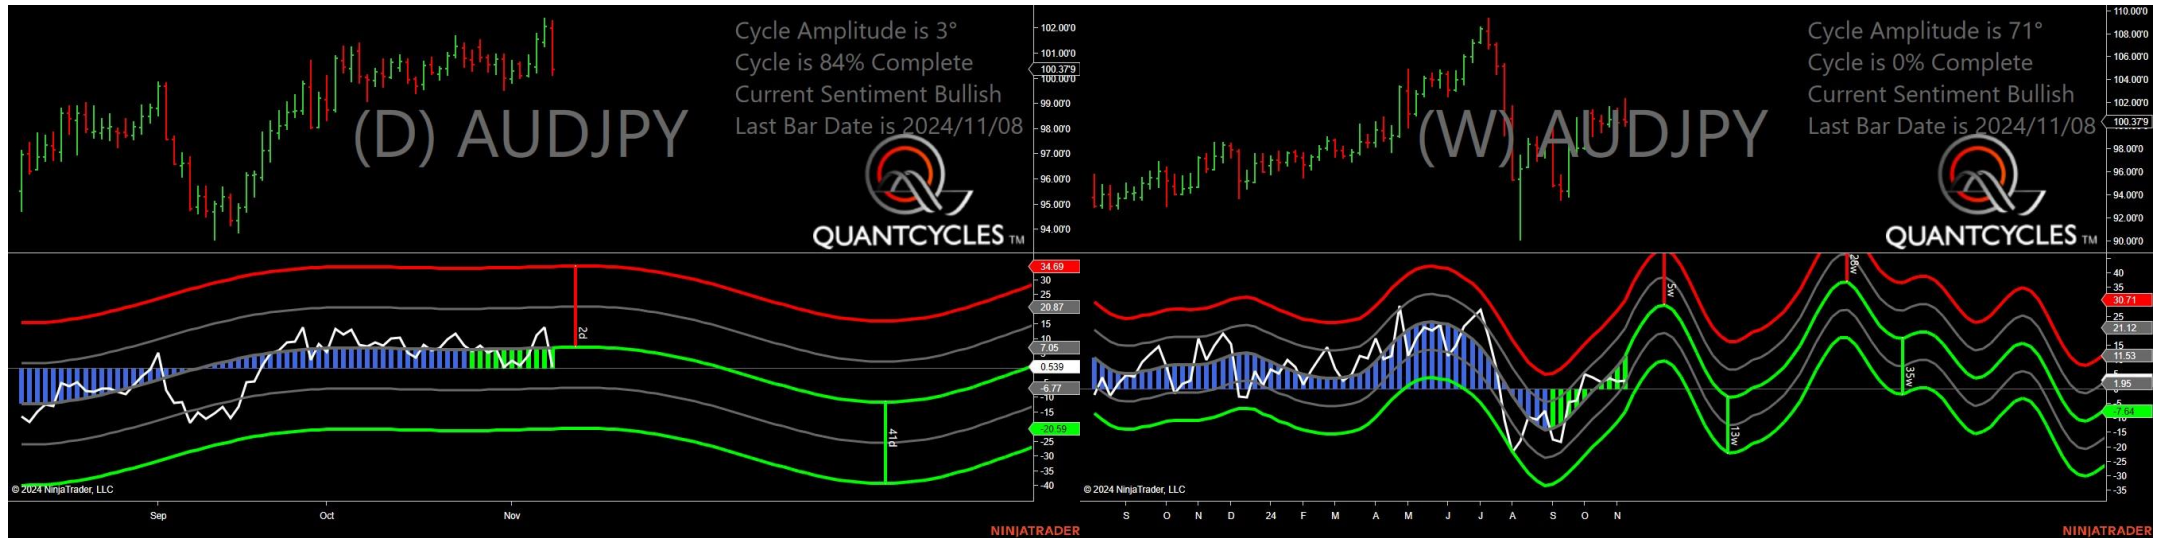 Cycle Amplitude is 3°
Cycle is 84% Complete
Current Sentiment Bullish
Last Bar Date is 2024/11/08
(D) AUDJPY
QUANTCYCLES TM
102.00'0
101.00'0
100.37'9
100.00'0
99.00'0
98.00'0
97.00'0
96.00'0
95.00'0
94.00'0
34.69
30
25
20.87
15
10
7.05
0.539
-6.77
-10
-15
-20.59
-25
-30
-35
-40
2d
41d
© 2024 NinjaTrader, LLC
Sep Oct Nov
NINJATRADER
Cycle Amplitude is 71°
Cycle is 0% Complete
Current Sentiment Bullish
Last Bar Date is 2024/11/08
(W) AUDJPY
QUANTCYCLES TM
110.00'0
108.00'0
106.00'0
104.00'0
102.00'0
100.37'9
98.00'0
96.00'0
94.00'0
92.00'0
90.00'0
40
35
30.71
25
21.12
15
11.53
1.95
-7.64
-15
-20
-25
-30
-35
5w
13w
26w
35w
© 2024 NinjaTrader, LLC
S O N D 24 F M A M J J A S O N
NINJATRADER